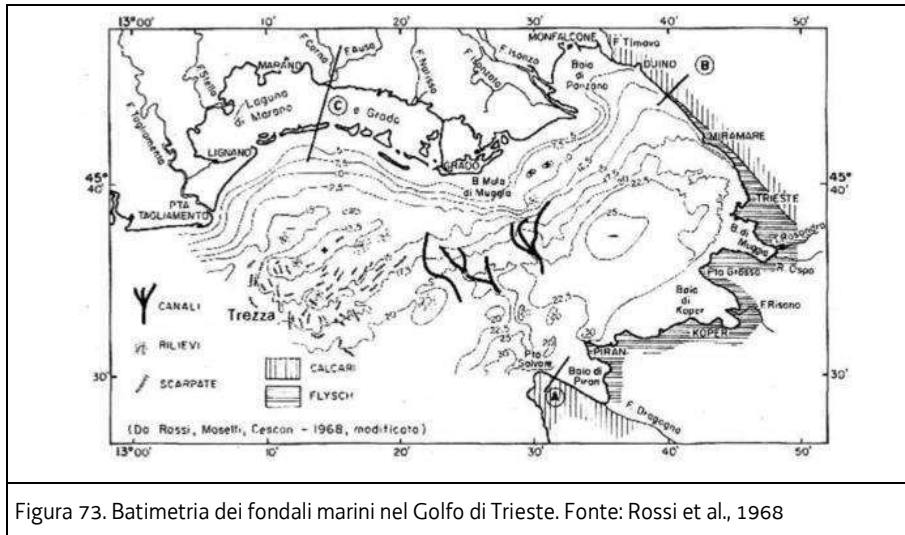 13°00' 10' 20' 30' 40' 50'
MONFALCONE
F. Timavo
DUINO
B
Baia
di
Panzano
F. Isonzo
F. Isonzato
F. Natissa
F. Corno
F. Ausa
MARANO
F. Stella
Laguna
di Marano
C
e Grado
F. Tagliamento
LIGNANO
GRADO
B. Mula
di Muggia
MIRAMARE
TRIESTE
45°
40'
40'
PTA
TAGLIAMENTO
B. di
Muggia
F. Rosandra
Pta Grossa
R. Ospo
Baia
di
Koper
F. Risano
KOPER
CANALI
Trezza
RILIEVI
SCARPATE
CALCARI
FLYSCH
PIRAN
Pta
Salvore
Baia di
Piran
A
F. Dragogna
30'
30'
(Da Rossi, Mosetti, Cescon - 1968, modificato)
13°00' 10' 20' 30' 40' 50'
Figura 73. Batimetria dei fondali marini nel Golfo di Trieste. Fonte: Rossi et al., 1968